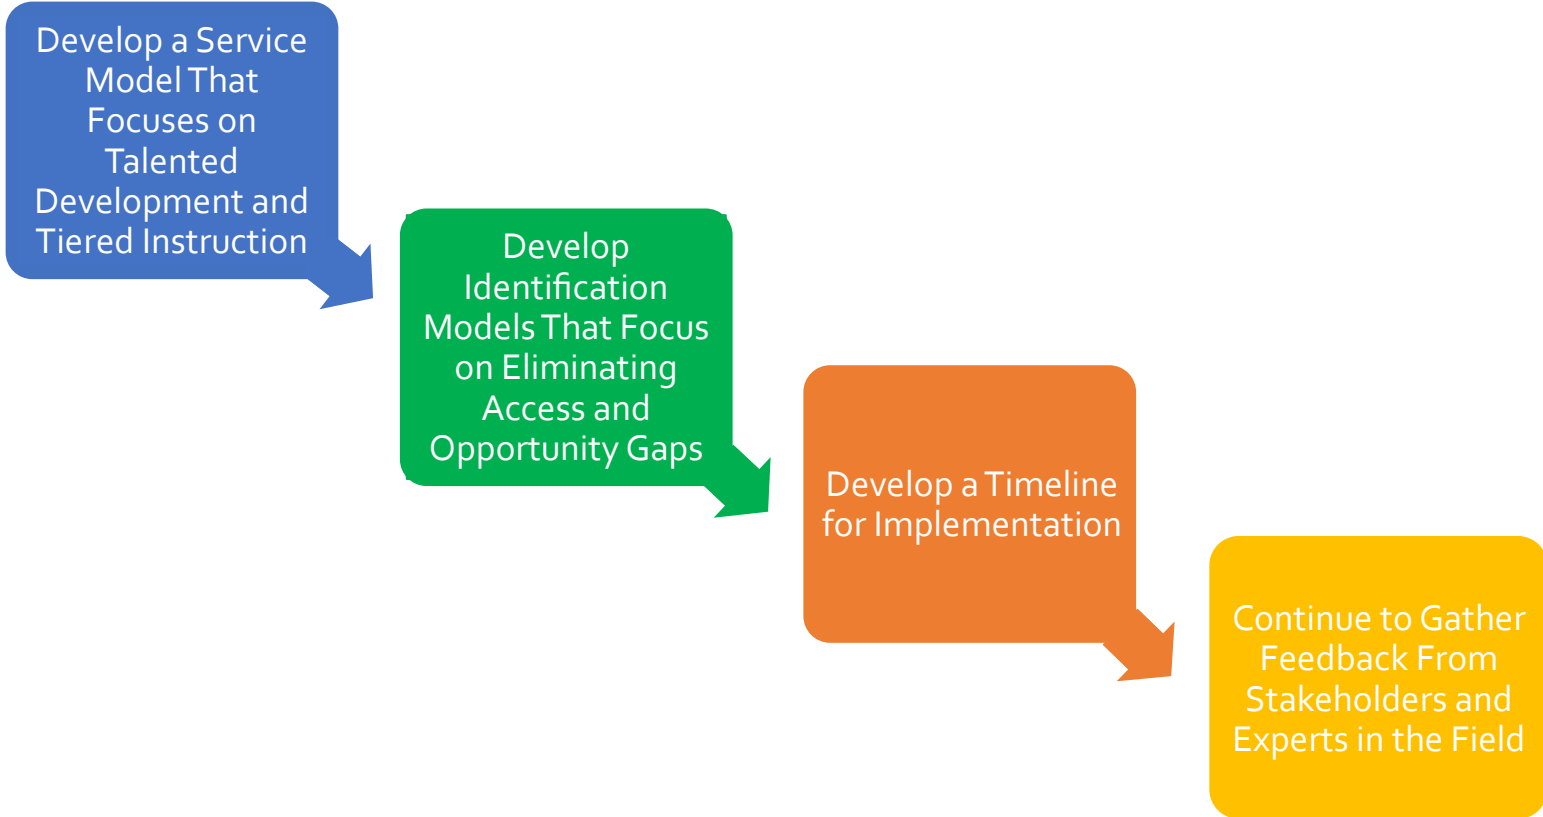 Develop a Service
Model That
Focuses on
Talented
Development and
Tiered Instruction
Develop
Identification
Models That Focus
on Eliminating
Access and
Opportunity Gaps
Develop a Timeline
for Implementation
Continue to Gather
Feedback From
Stakeholders and
Experts in the Field